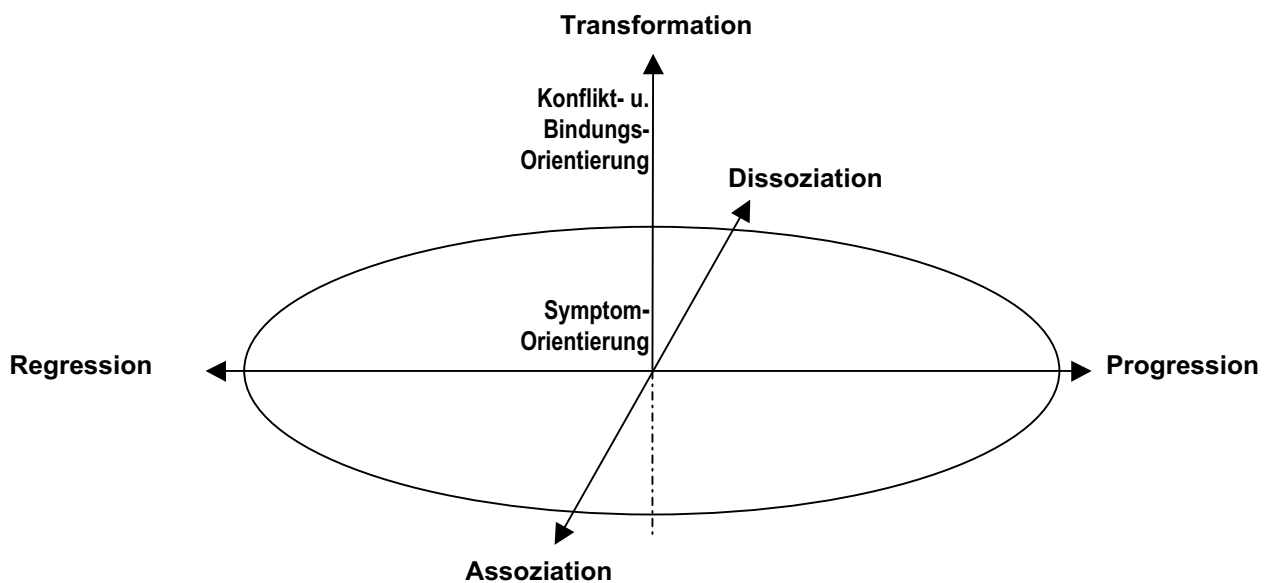 Transformation
Konflikt- u.
Bindungs-
Orientierung
Dissoziation
Symptom-
Orientierung
Regression
Progression
Assoziation